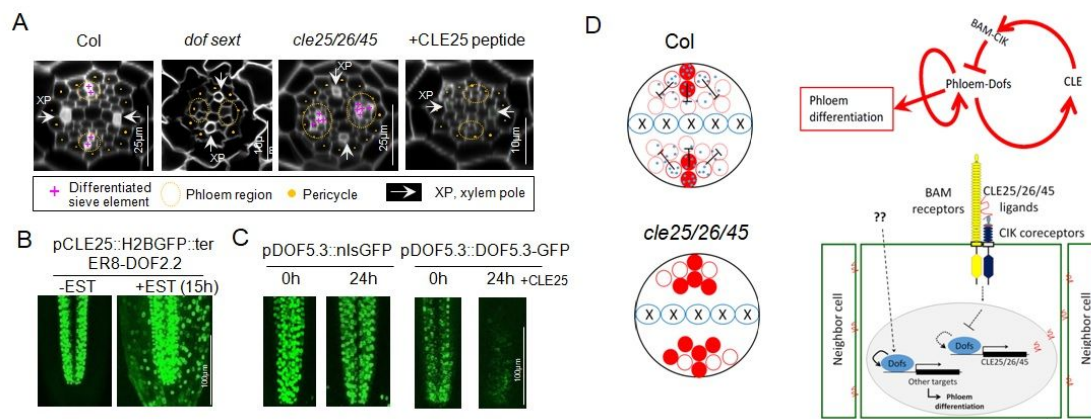 A
Col
dof sext
cle25/26/45
+CLE25 peptide
XP
25µm
XP
XP
25µm
XP
10µm
Differentiated sieve element
Phloem region
Pericycle
XP, xylem pole
B
pCLE25::H2BGFP::ter
ER8-DOF2.2
-EST
+EST (15h)
100µm
C
pDOF5.3::nlsGFP
pDOF5.3::DOF5.3-GFP
0h
24h
0h
24h
+CLE25
100µm
D
Col
X X X X X
cle25/26/45
X X X X X
BAM-CIK
Phloem-Dofs
CLE
Phloem
differentiation
BAM
receptors
CLE25/26/45
ligands
CIK coreceptors
??
Neighbor cell
Neighbor cell
Dofs
CLE25/26/45
Dofs
Other targets
Phloem
differentiation